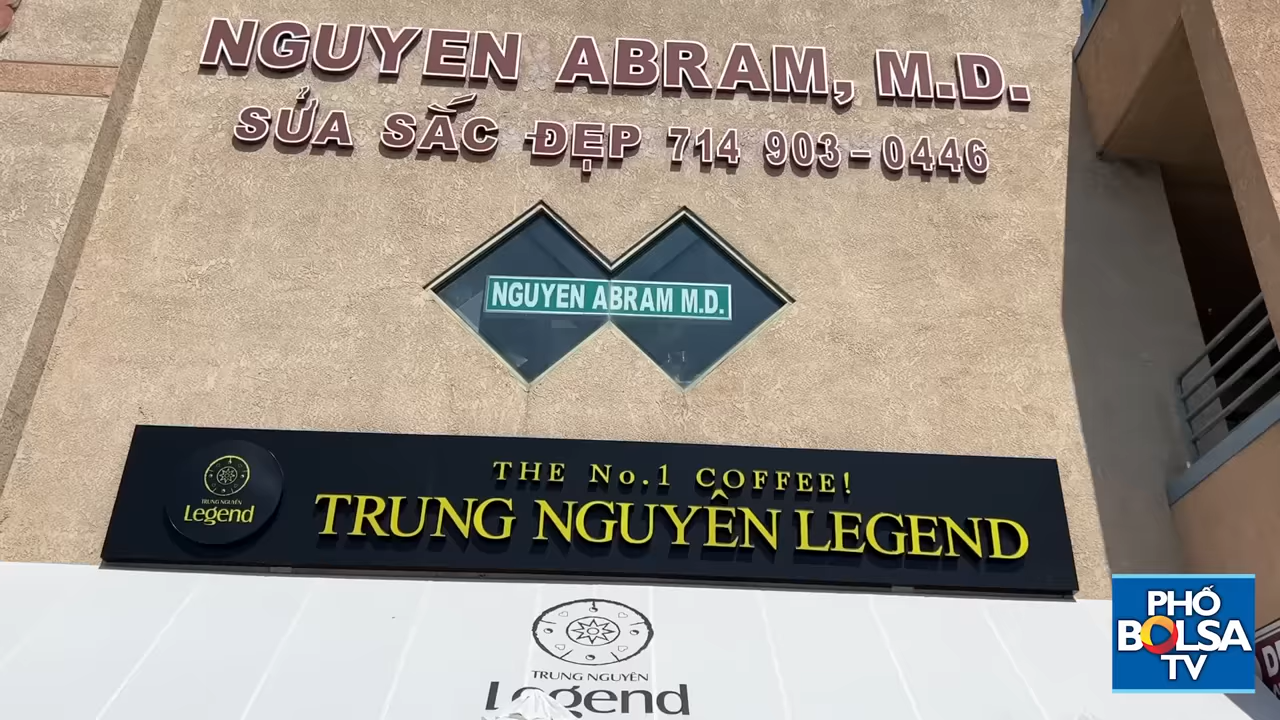 NGUYEN ABRAM, M.D.
SỬA SẮC ĐẸP 714 903-0446
NGUYEN ABRAM M.D.
THE No.1 COFFEE!
TRUNG NGUYÊN LEGEND
TRUNG NGUYÊN
Legend
TRUNG NGUYÊN
Legend
PHỐ
BOLSA
TV